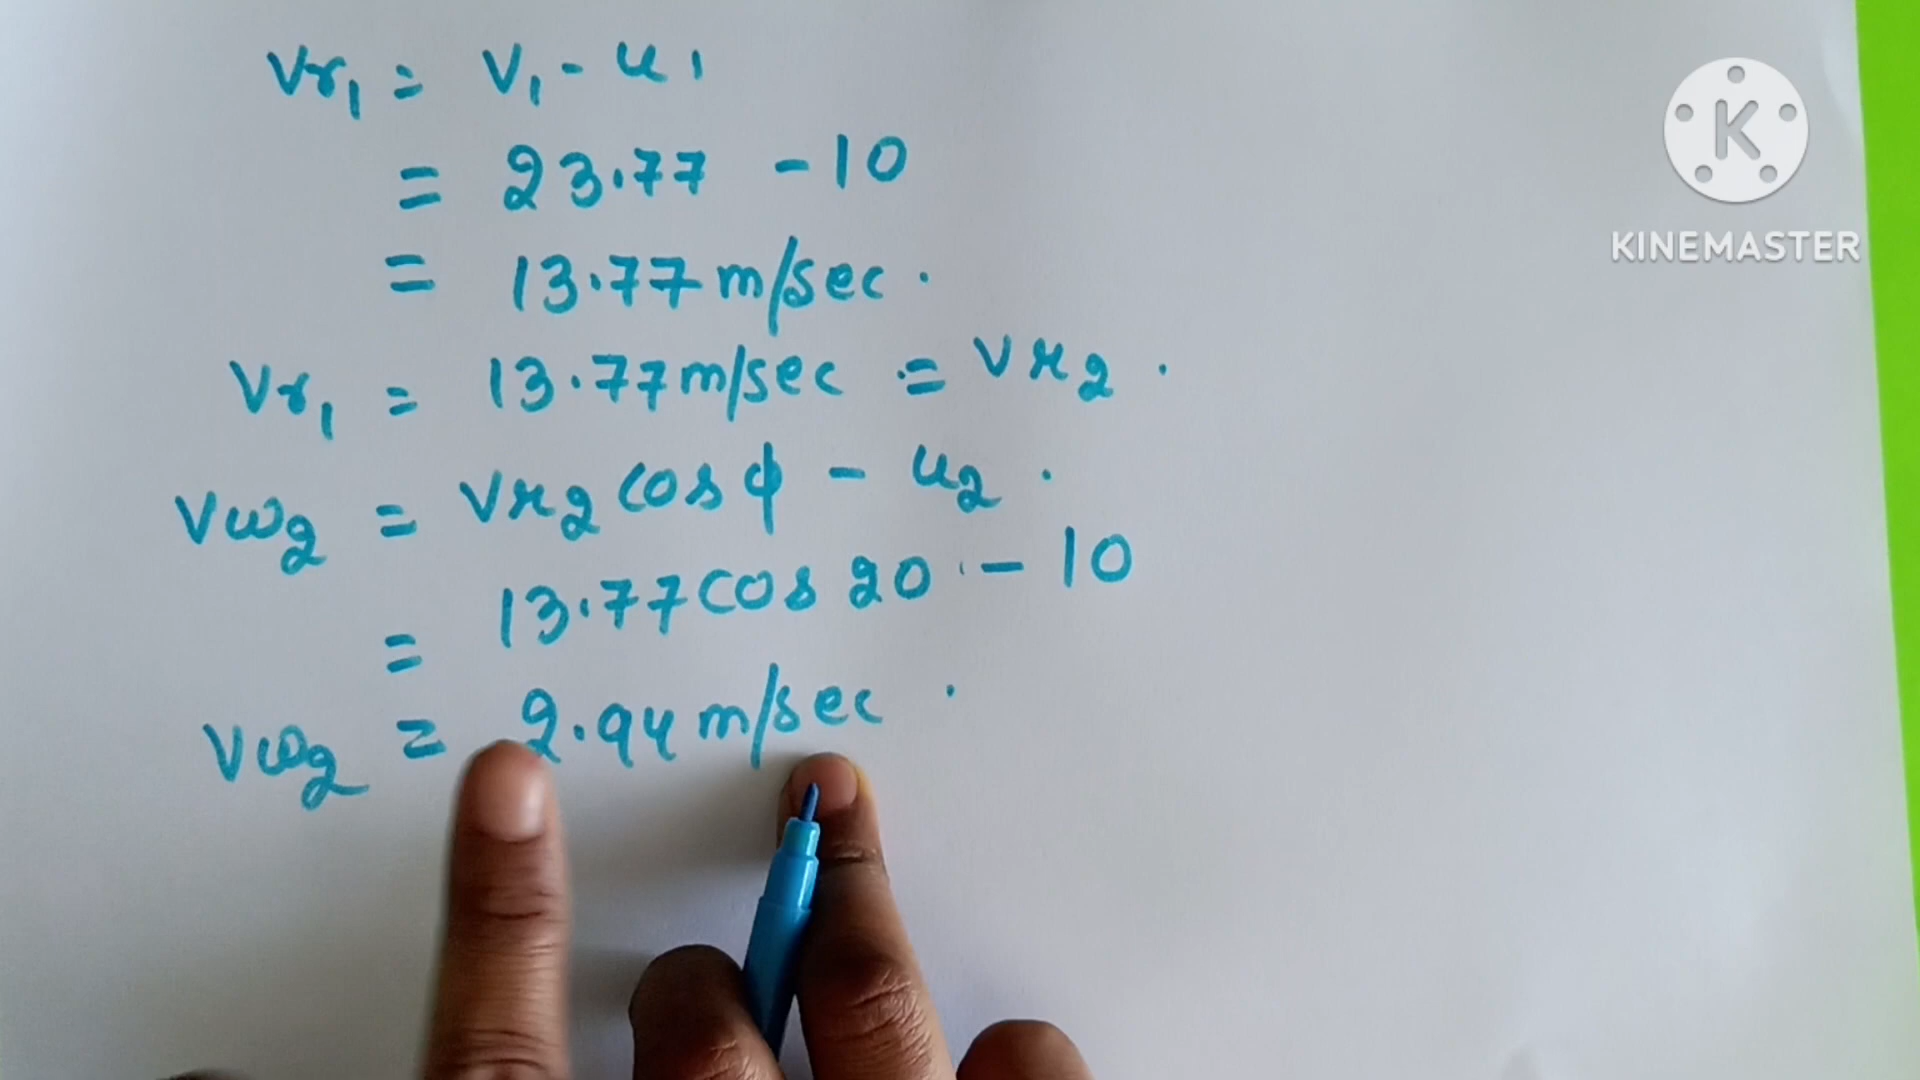 Vr₁ = V₁ - u₁
= 23.77 - 10
= 13.77 m/sec.
Vr₁ = 13.77 m/sec = Vr₂.
Vw₂ = Vr₂ cos ϕ - u₂.
= 13.77 cos 20 - 10
Vw₂ = 2.94 m/sec.
K
KINEMASTER